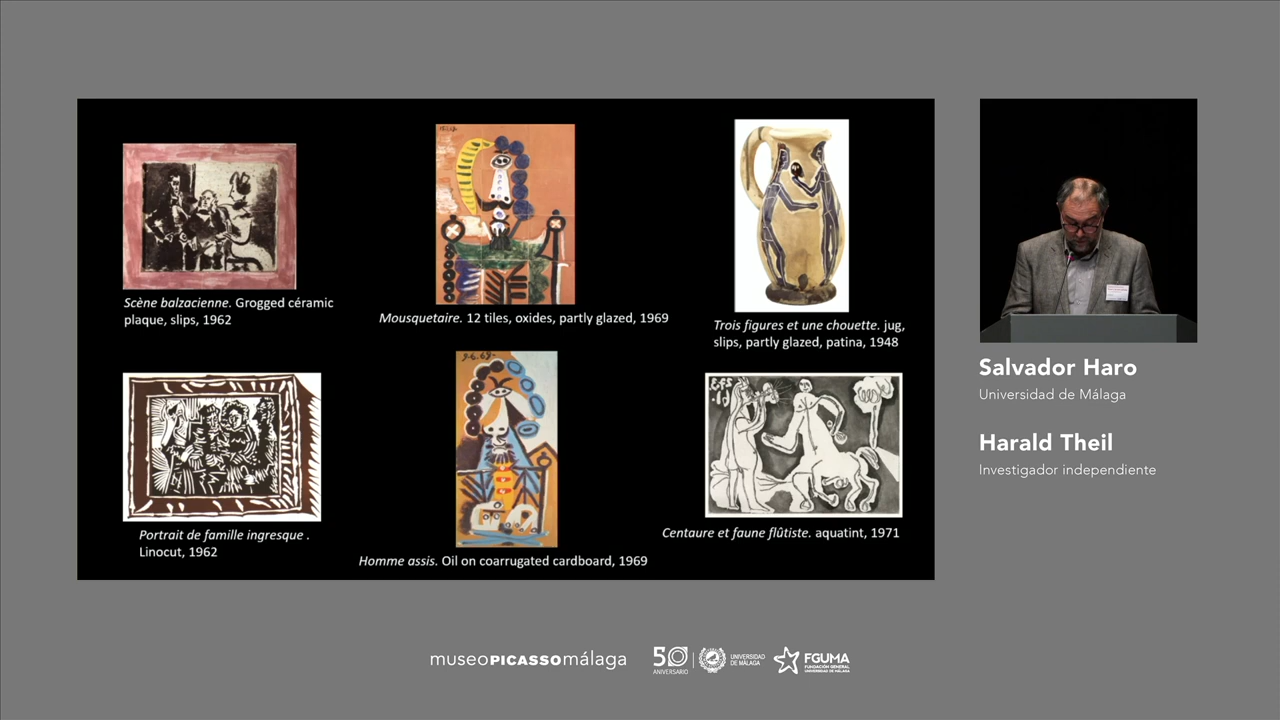 Scène balzacienne. Grogged céramic
plaque, slips, 1962
Mousquetaire. 12 tiles, oxides, partly glazed, 1969
Trois figures et une chouette. jug,
slips, partly glazed, patina, 1948
9.6.69.
Portrait de famille ingresque .
Linocut, 1962
Homme assis. Oil on coarrugated cardboard, 1969
Centaure et faune flûtiste. aquatint, 1971
Salvador Haro
Universidad de Málaga
Harald Theil
Investigador independiente
museoPICASSOmálaga
50
ANIVERSARIO
UNIVERSIDAD
DE MÁLAGA
FGUMA
FUNDACIÓN GENERAL
UNIVERSIDAD DE MÁLAGA